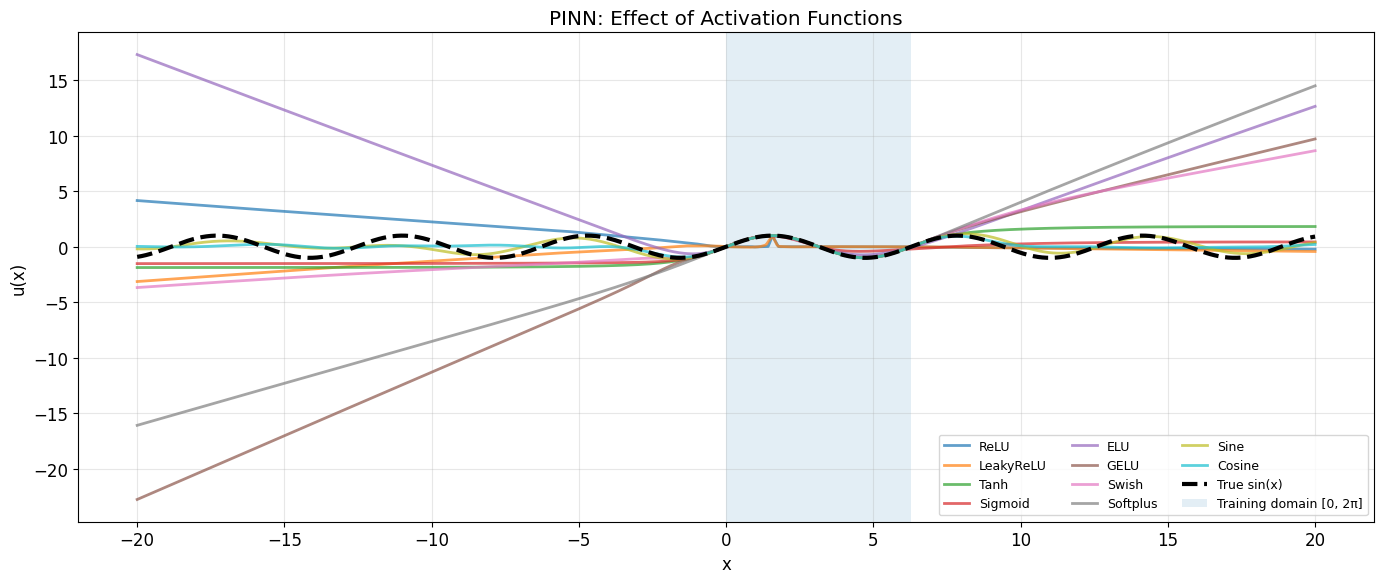 PINN: Effect of Activation Functions
u(x)
15
10
5
0
−5
−10
−15
−20
−20
−15
−10
−5
0
5
10
15
20
x
ReLU
LeakyReLU
Tanh
Sigmoid
ELU
GELU
Swish
Softplus
Sine
Cosine
True sin(x)
Training domain [0, 2π]